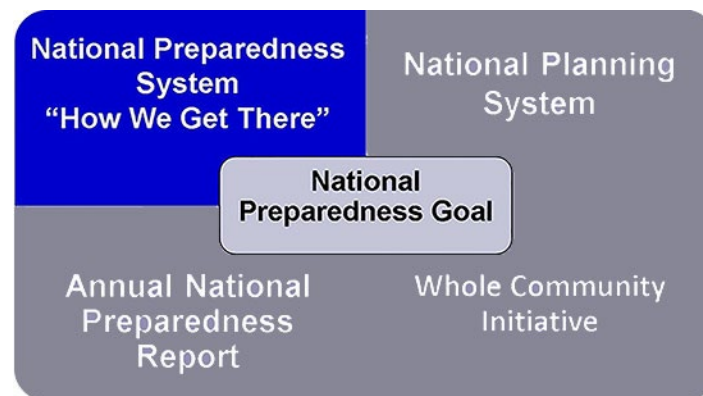 National Preparedness
System
“How We Get There”
National Planning
System
National
Preparedness Goal
Annual National
Preparedness
Report
Whole Community
Initiative